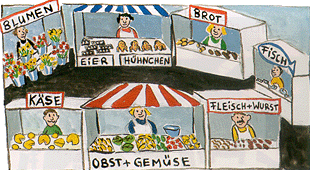 BLUMEN
EIER
HÜHNCHEN
BROT
FISCH
KÄSE
OBST+GEMÜSE
FLEISCH+WURST